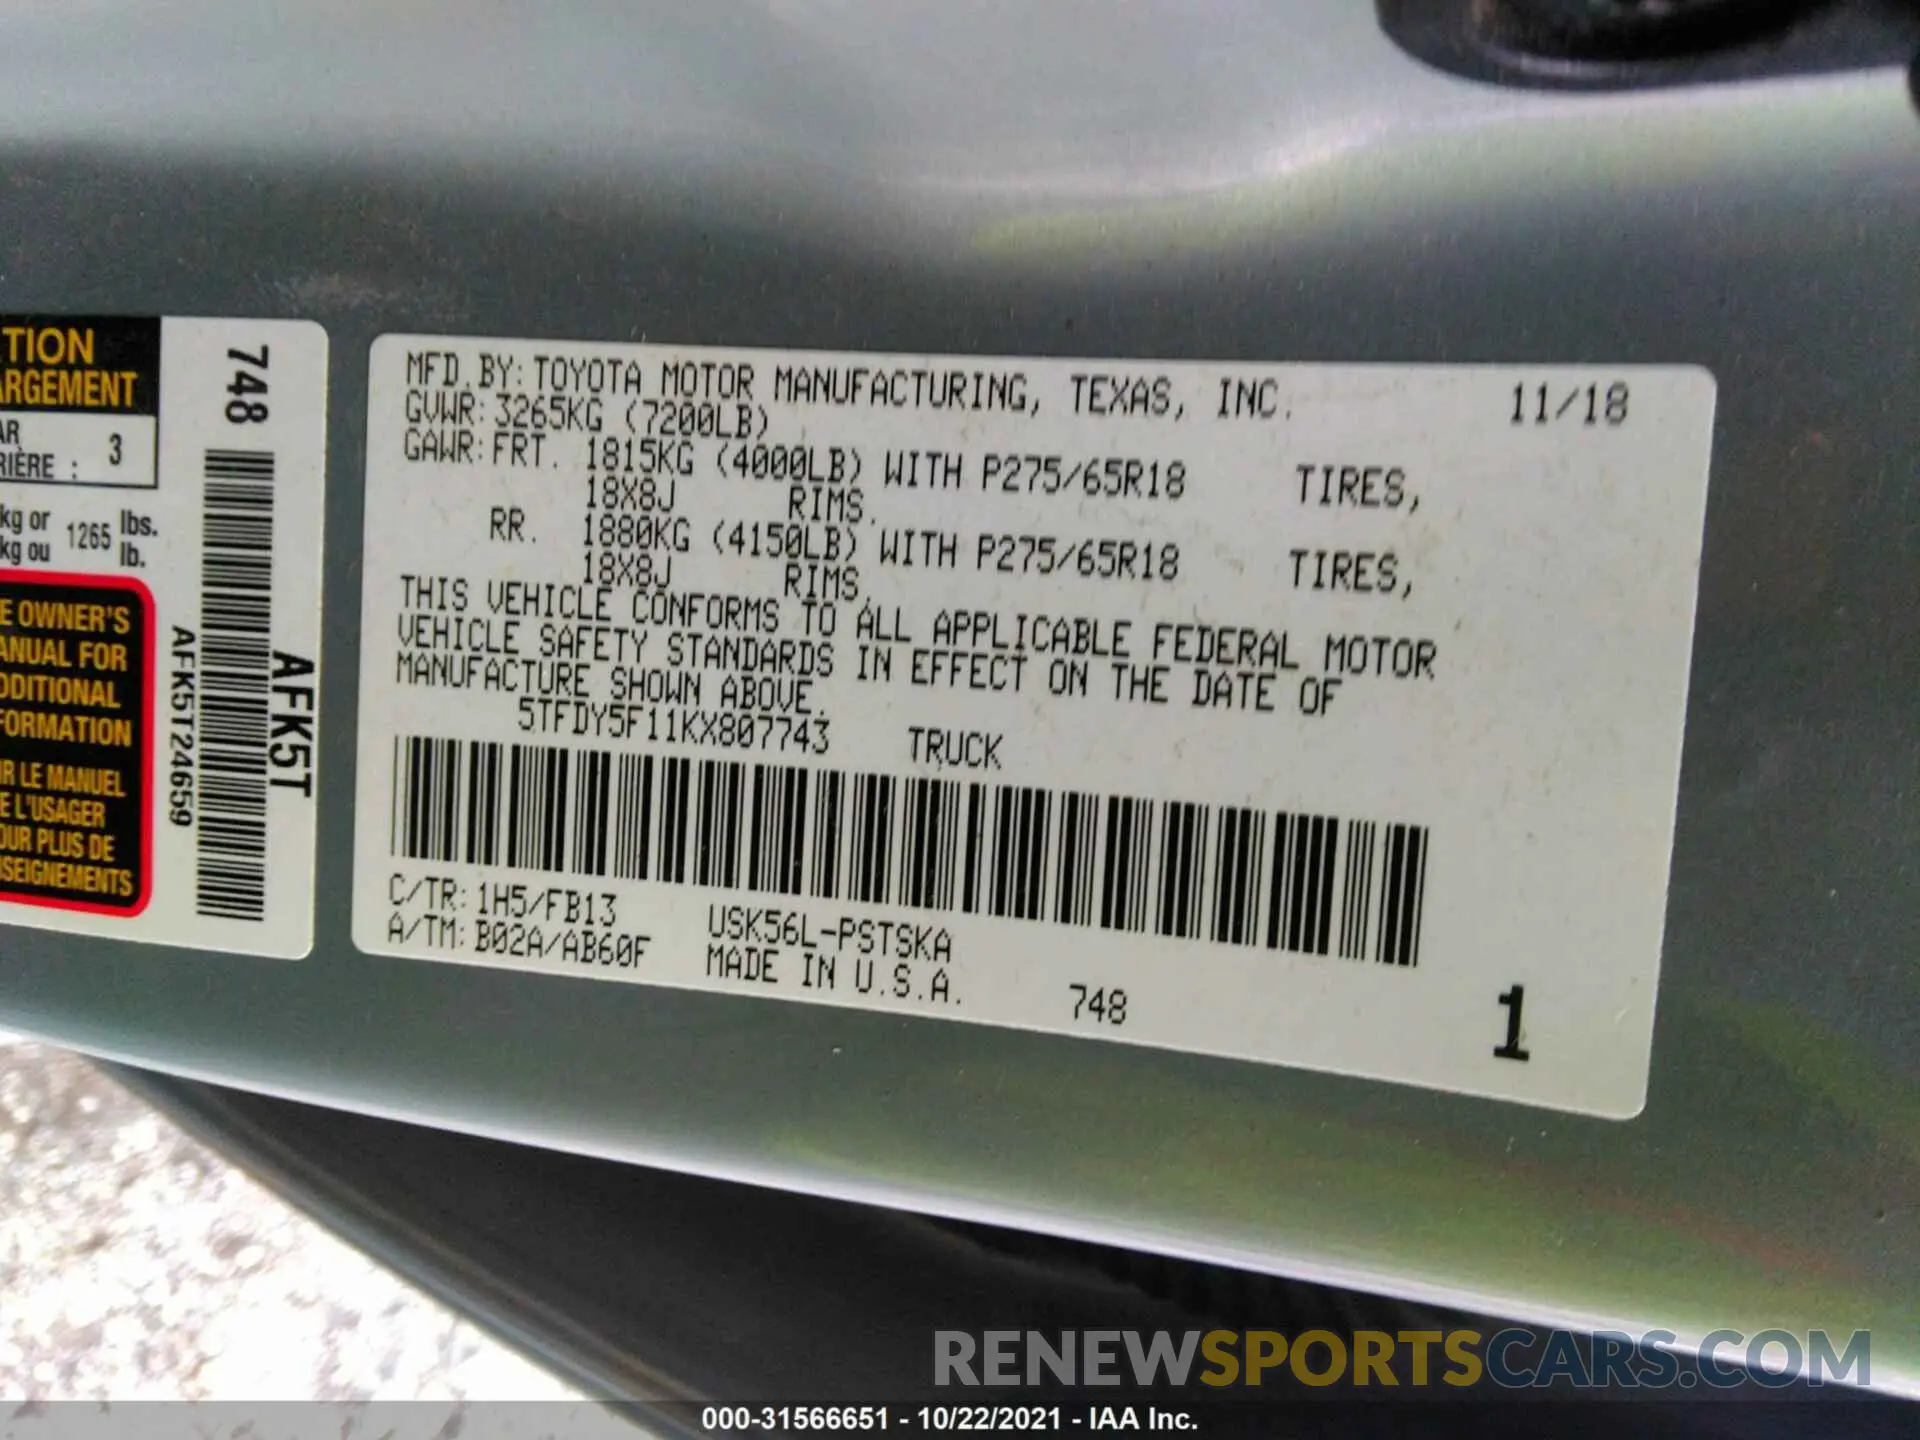 TION
ARGEMENT
AR
RIÈRE : 3
kg or 1265 lbs.
kg ou lb.
E OWNER'S
ANUAL FOR
DDITIONAL
FORMATION
R LE MANUEL
E L'USAGER
OUR PLUS DE
SEIGNEMENTS
748
AFK5T
AFK5T24659
MFD.BY: TOYOTA MOTOR MANUFACTURING, TEXAS, INC. 11/18
GVWR: 3265KG (7200LB)
GAWR: FRT. 1815KG (4000LB) WITH P275/65R18 TIRES,
18X8J RIMS.
RR. 1880KG (4150LB) WITH P275/65R18 TIRES,
18X8J RIMS.
THIS VEHICLE CONFORMS TO ALL APPLICABLE FEDERAL MOTOR
VEHICLE SAFETY STANDARDS IN EFFECT ON THE DATE OF
MANUFACTURE SHOWN ABOVE.
5TFDY5F11KX807743 TRUCK
C/TR: 1H5/FB13 USK56L-PSTSKA
A/TM: B02A/AB60F MADE IN U.S.A. 748
1
RENEWSPORTSCARS.COM
000-31566651 - 10/22/2021 - IAA Inc.